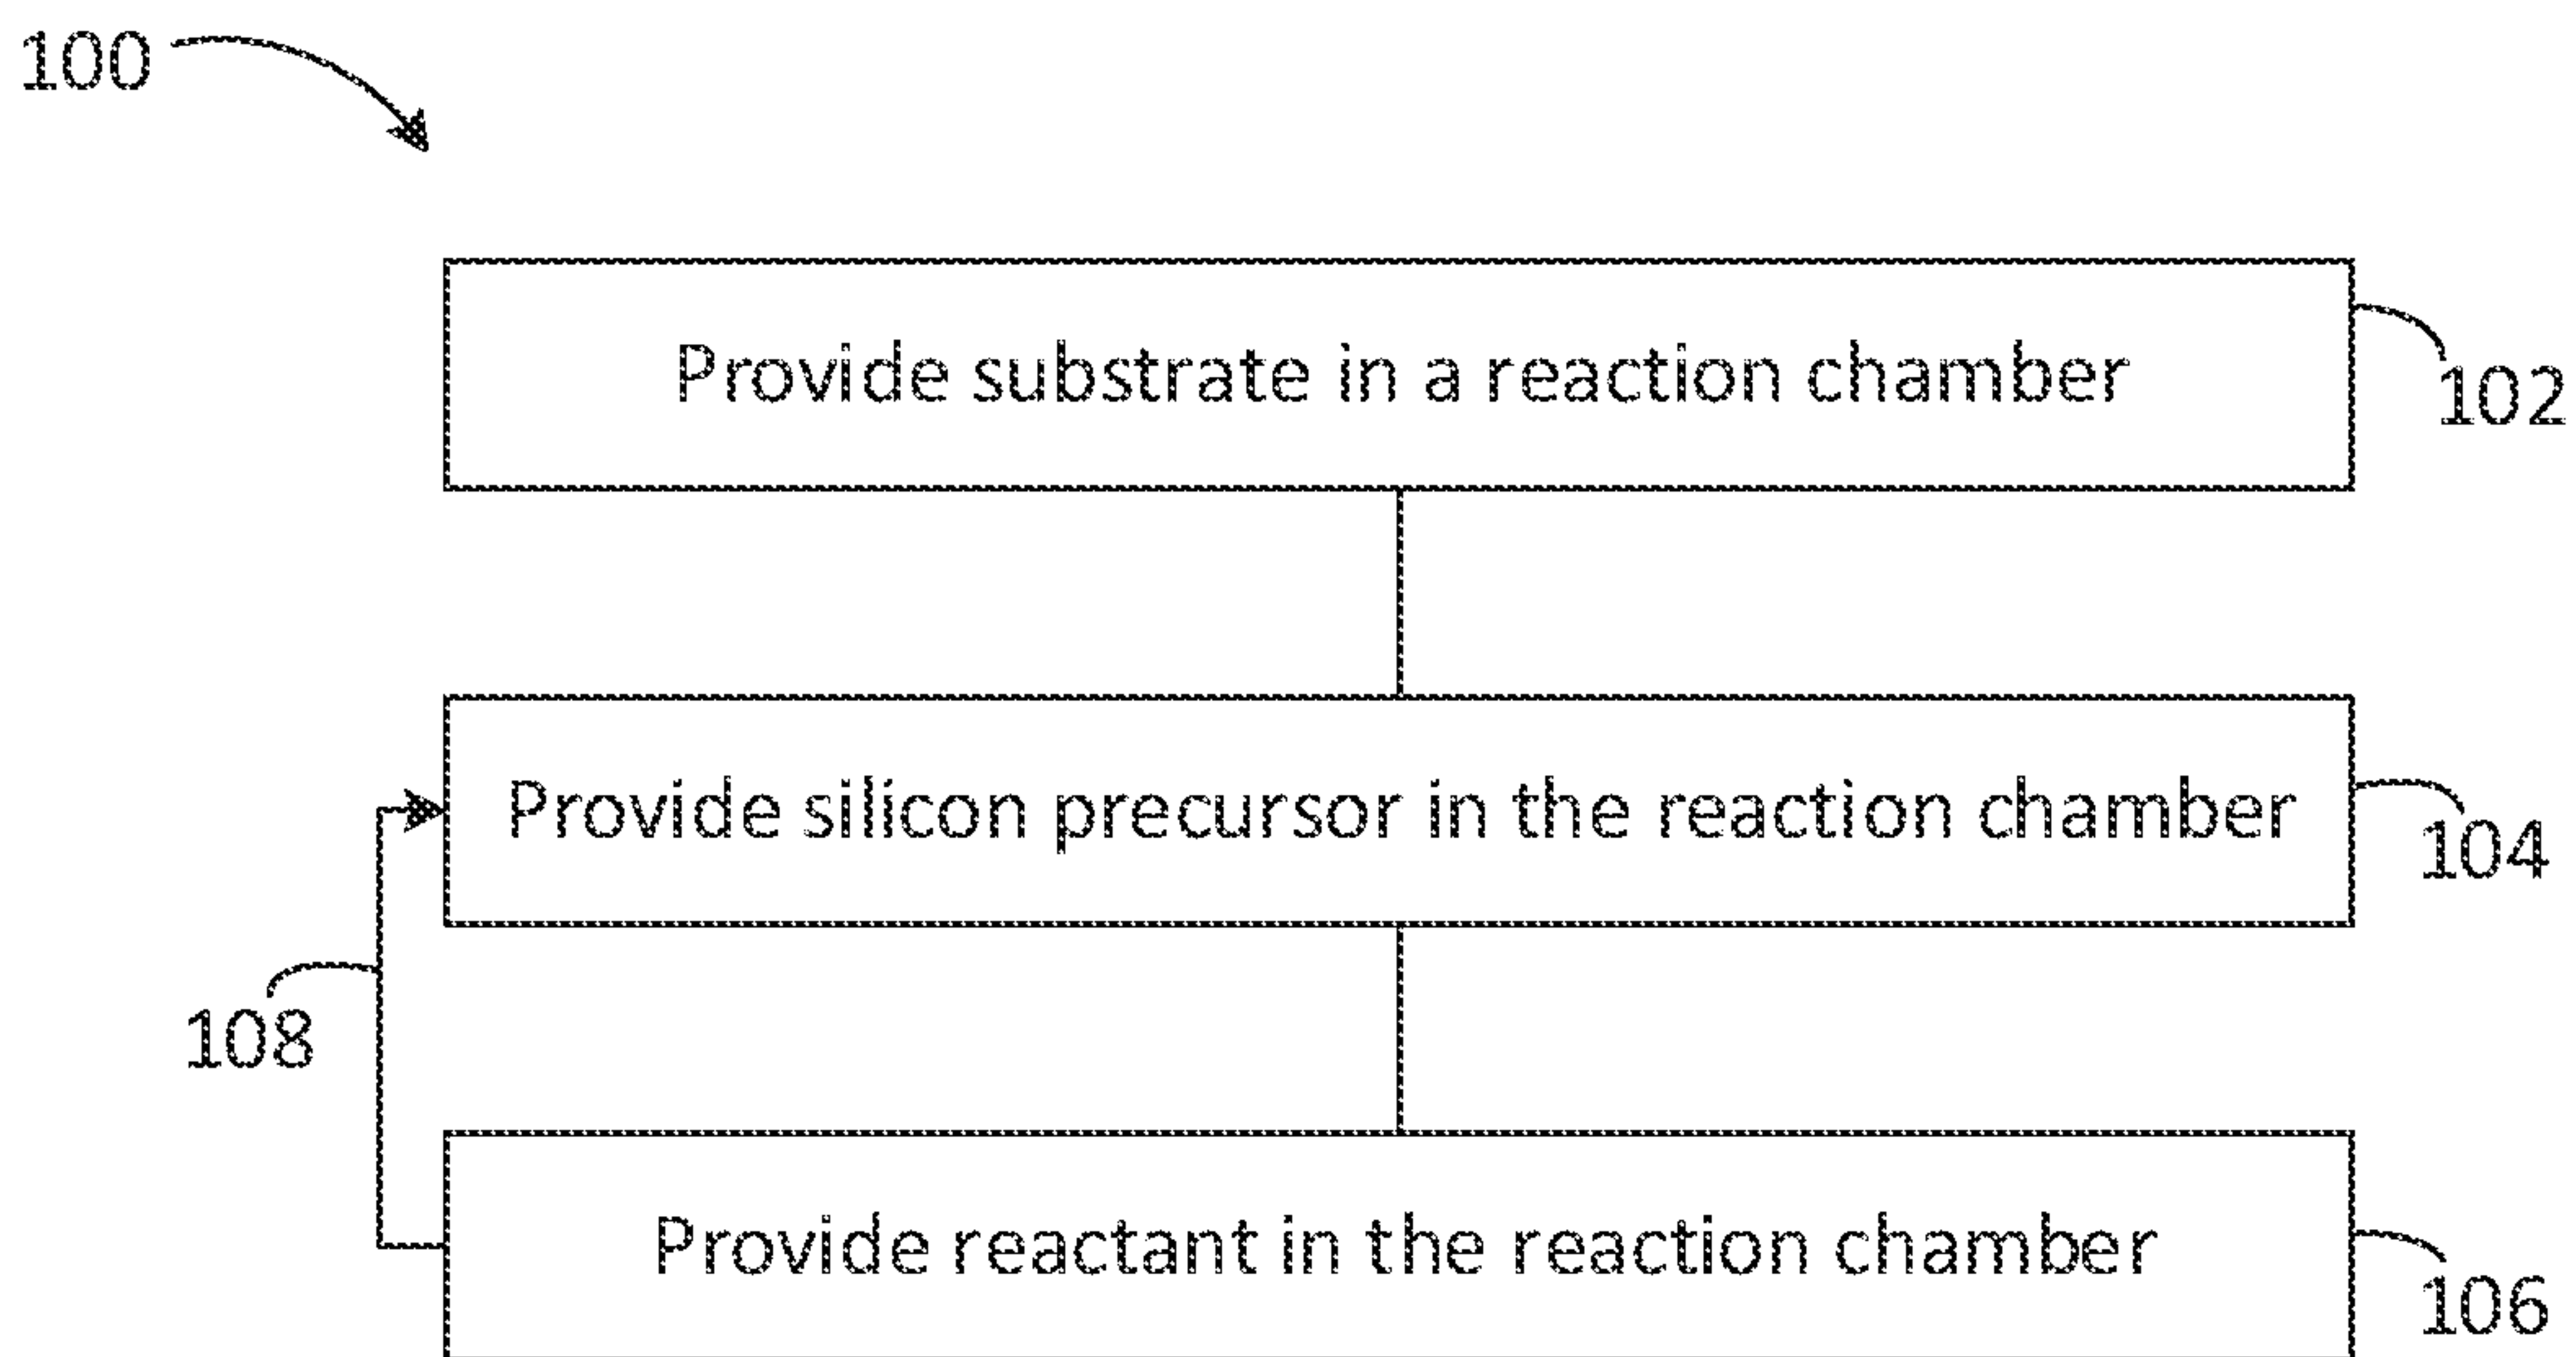 100
Provide substrate in a reaction chamber
102
Provide silicon precursor in the reaction chamber
104
108
Provide reactant in the reaction chamber
106